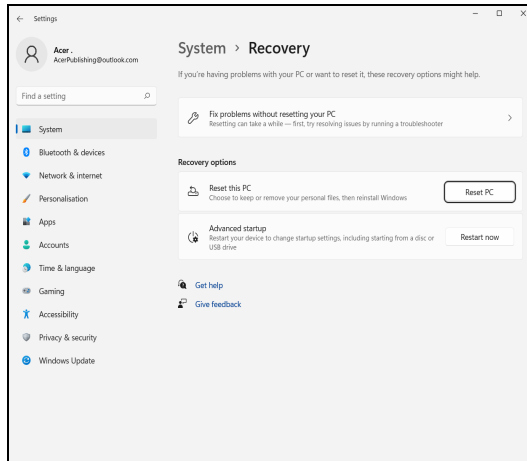 Settings
Acer .
AcerPublishing@outlook.com
Find a setting
System
Bluetooth & devices
Network & internet
Personalisation
Apps
Accounts
Time & language
Gaming
Accessibility
Privacy & security
Windows Update
System > Recovery
If you're having problems with your PC or want to reset it, these recovery options might help.
Fix problems without resetting your PC
Resetting can take a while — first, try resolving issues by running a troubleshooter
Recovery options
Reset this PC
Choose to keep or remove your personal files, then reinstall Windows
Reset PC
Advanced startup
Restart your device to change startup settings, including starting from a disc or
USB drive
Restart now
Get help
Give feedback